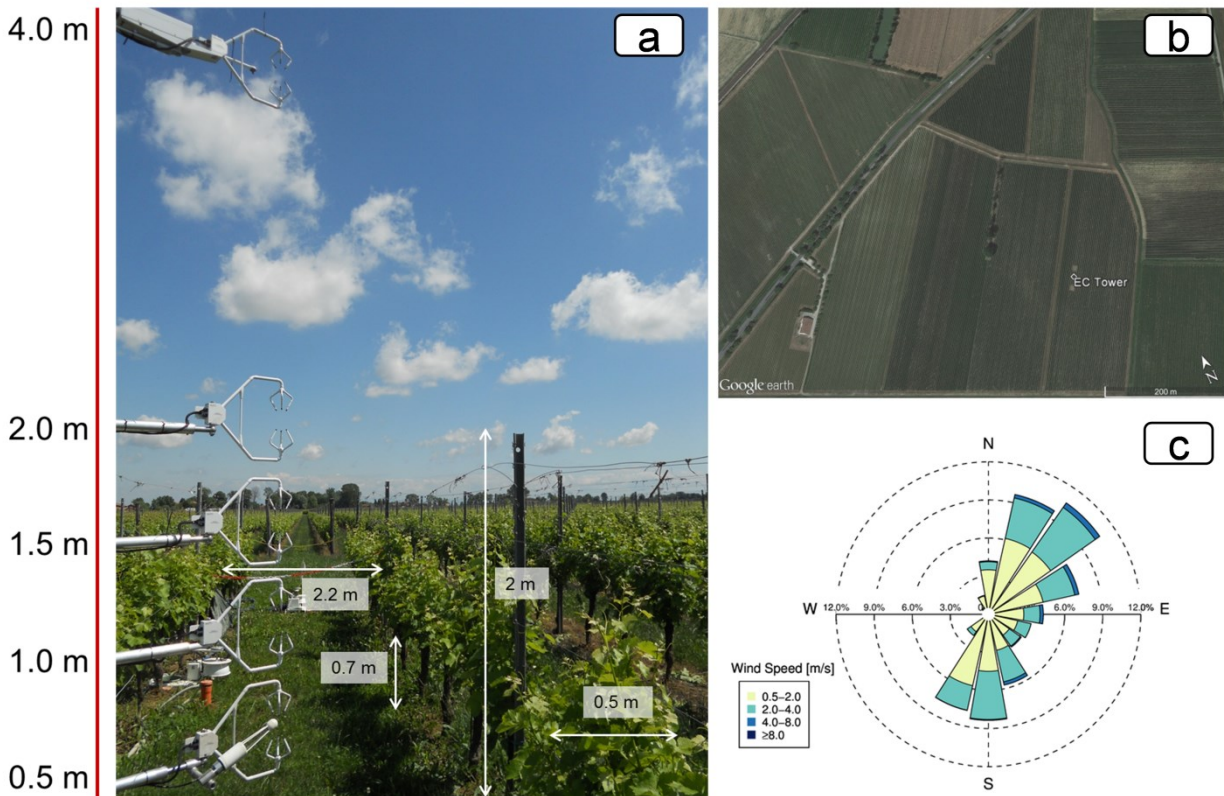 4.0 m
2.0 m
1.5 m
1.0 m
0.5 m
a
2.2 m
2 m
0.7 m
0.5 m
b
EC Tower
Google earth
N
200 m
c
N
W
12.0% 9.0% 6.0% 3.0% 0 6.0% 9.0% 12.0%
E
S
Wind Speed [m/s]
0.5–2.0
2.0–4.0
4.0–8.0
≥8.0